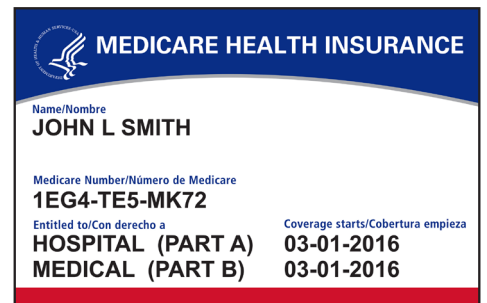 MEDICARE HEALTH INSURANCE
Name/Nombre
JOHN L SMITH
Medicare Number/Número de Medicare
1EG4-TE5-MK72
Entitled to/Con derecho a Coverage starts/Cobertura empieza
HOSPITAL (PART A) 03-01-2016
MEDICAL (PART B) 03-01-2016